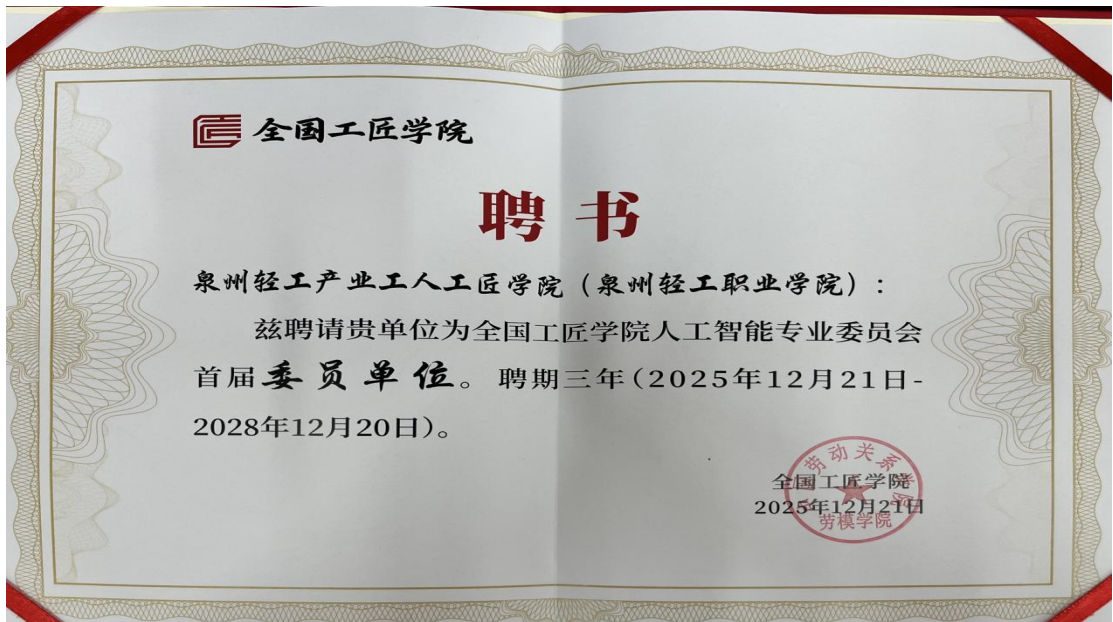 全国工匠学院
聘书
泉州轻工产业工人工匠学院（泉州轻工职业学院）：
兹聘请贵单位为全国工匠学院人工智能专业委员会
首届委员单位。聘期三年(2025年12月21日-
2028年12月20日)。
全国工匠学院
2025年12月21日
劳动关系学院
劳模学院